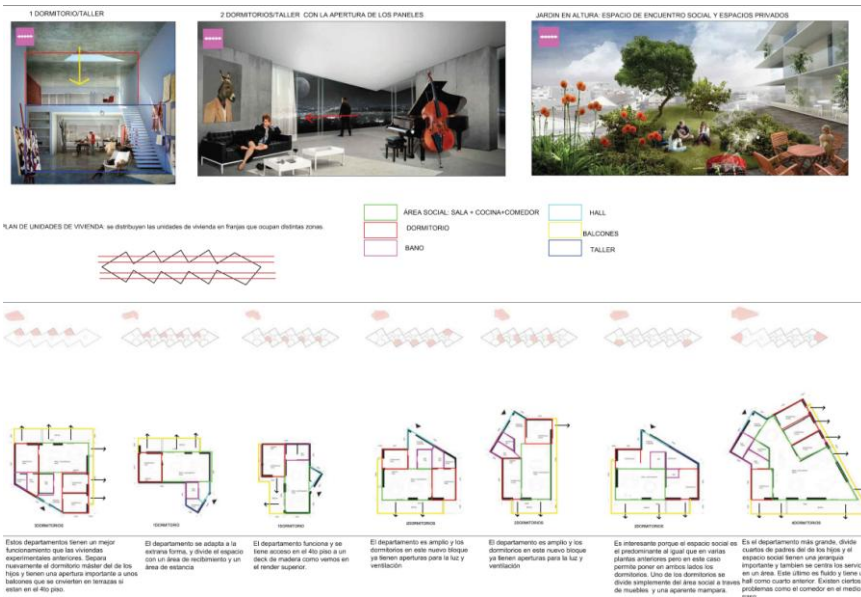 1 DORMITORIO/TALLER
2 DORMITORIOS/TALLER CON LA APERTURA DE LOS PANELES
JARDIN EN ALTURA: ESPACIO DE ENCUENTRO SOCIAL Y ESPACIOS PRIVADOS
PLAN DE UNIDADES DE VIVIENDA: se distribuyen las unidades de vivienda en franjas que ocupan distintas zonas.
ÁREA SOCIAL: SALA + COCINA+COMEDOR
DORMITORIO
BANO
HALL
BALCONES
TALLER
3DORMITORIOS
1DORMITORIO
1DORMITORIO
2DORMITORIOS
2DORMITORIOS
4DORMITORIOS
Estos departamentos tienen un mejor
funcionamiento que las viviendas
experimentales anteriores. Separa
nuevamente el dormitorio máster del de los
hijos y tienen una apertura importante a unos
balcones que se convierten en terrazas si
estan en el 4to piso.
El departamento se adapta a la
extrana forma, y divide el espacio
con un área de recibimiento y un
área de estancia
El departamento funciona y se
tiene acceso en el 4to piso a un
deck de madera como vemos en
el render superior.
El departamento es amplio y los
dormitorios en este nuevo bloque
ya tienen aperturas para la luz y
ventilación
El departamento es amplio y los
dormitorios en este nuevo bloque
ya tienen aperturas para la luz y
ventilación
Es interesante porque el espacio social es
el predominante al igual que en varias
plantas anteriores pero en este caso
permite poner en ambos lados los
dormitorios. Uno de los dormitorios se
divide simplemente del área social a traves
de muebles y una aparente mampara.
Es el departamento más grande, divide
cuartos de padres del de los hijos y el
espacio social tienen una jerarquia
importante y tambien se centra los servic
en un área. Este último es fluido y tiene
hall como cuarto anterior. Existen ciertos
problemas como el comedor en el medio
paso.